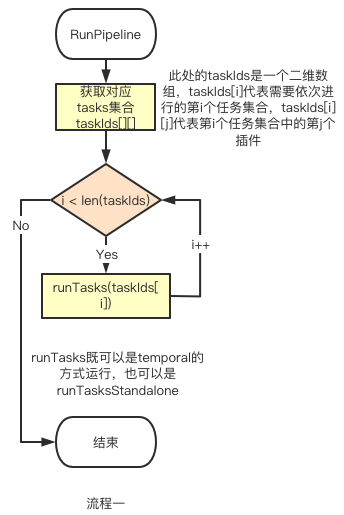 RunPipeline
获取对应
tasks集合
taskIds[][]
此处的taskIds是一个二维数
组，taskIds[i]代表需要依次进
行的第i个任务集合，taskIds[i]
[j]代表第i个任务集合中的第j个
插件
i < len(taskIds)
No
Yes
i++
runTasks(taskIds[
i])
runTasks既可以是temporal的
方式运行，也可以是
runTasksStandalone
结束
流程一